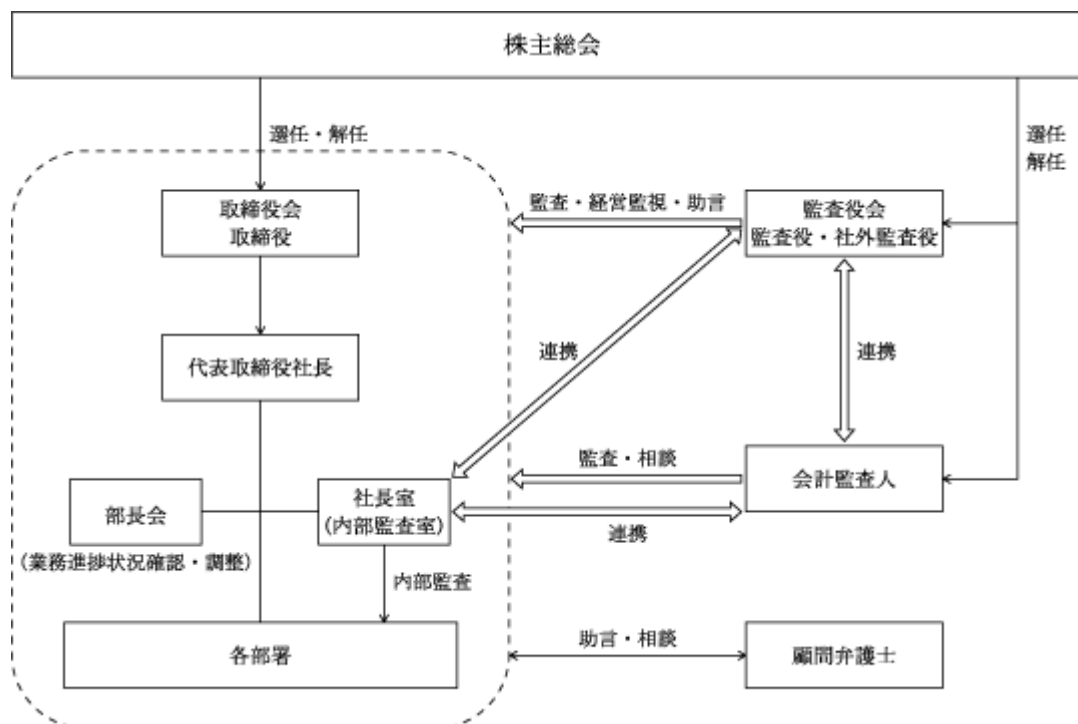 株主総会
選任・解任
選任
解任
取締役会
取締役
監査・経営監視・助言
監査役会
監査役・社外監査役
代表取締役社長
連携
連携
監査・相談
会計監査人
部長会
社長室
(内部監査室)
連携
(業務進捗状況確認・調整)
内部監査
各部署
助言・相談
顧問弁護士